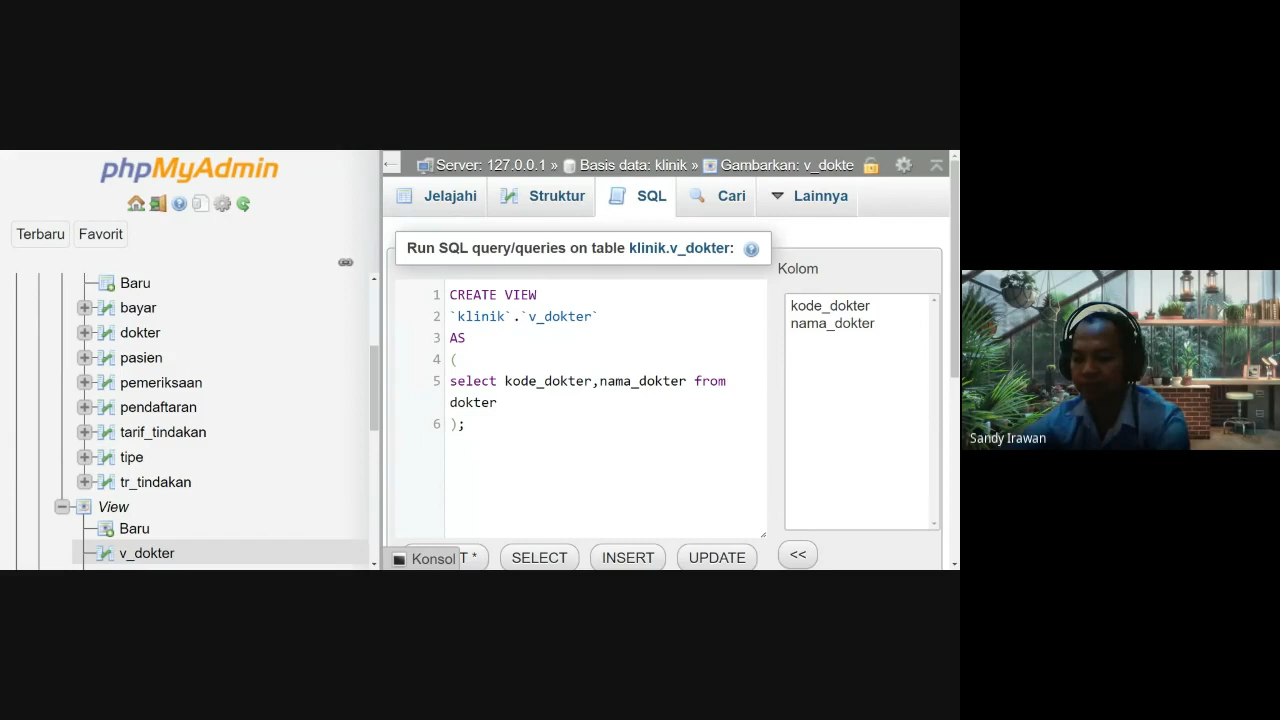 phpMyAdmin
Terbaru
Favorit
Baru
bayar
dokter
pasien
pemeriksaan
pendaftaran
tarif_tindakan
tipe
tr_tindakan
View
Baru
v_dokter
Server: 127.0.0.1 » Basis data: klinik » Gambarkan: v_dokte
Jelajahi
Struktur
SQL
Cari
Lainnya
Run SQL query/queries on table klinik.v_dokter:
1 CREATE VIEW
2 `klinik`.`v_dokter`
3 AS
4 (
5 select kode_dokter,nama_dokter from
dokter
6 );
Kolom
kode_dokter
nama_dokter
Konsol
T *
SELECT
INSERT
UPDATE
<<
Sandy Irawan